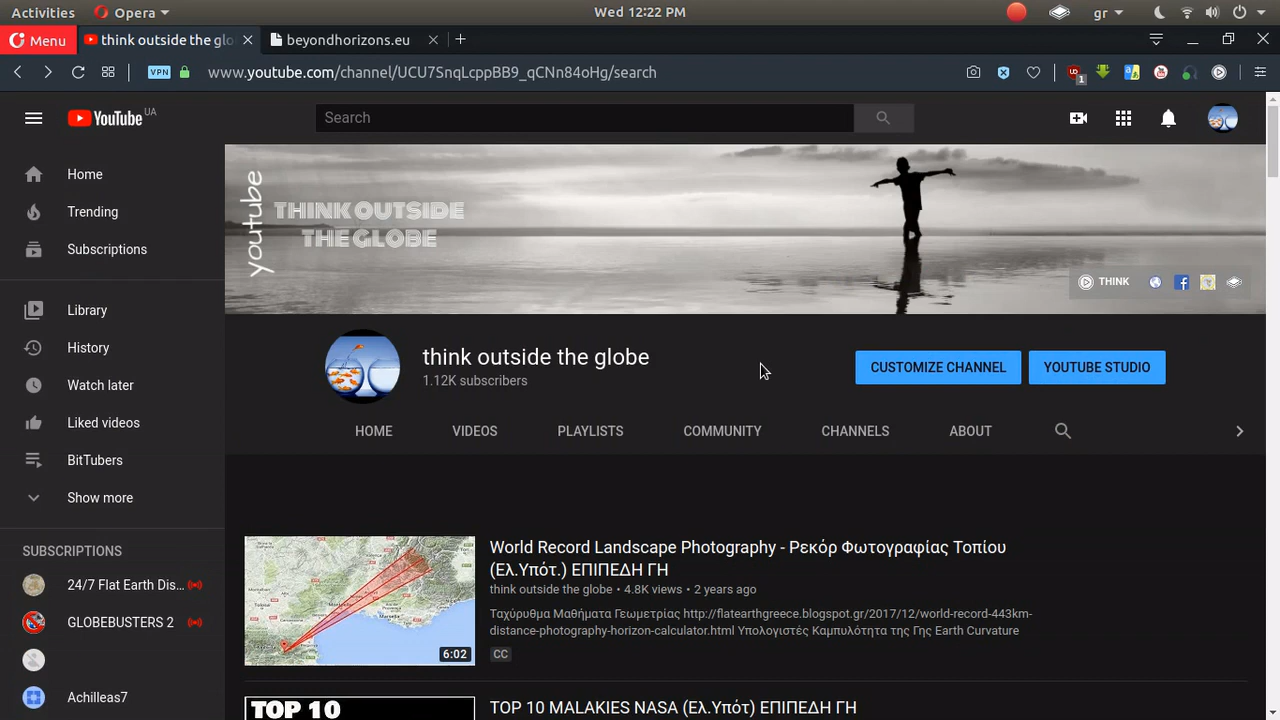 Activities
Opera
Wed 12:22 PM
gr
Menu
think outside the glo
beyondhorizons.eu
VPN
www.youtube.com/channel/UCU7SnqLcppBB9_qCNn84oHg/search
1
YouTube UA
Search
Home
Trending
Subscriptions
Library
History
Watch later
Liked videos
BitTubers
Show more
SUBSCRIPTIONS
24/7 Flat Earth Dis...
GLOBEBUSTERS 2
Achilleas7
youtube
THINK OUTSIDE
THE GLOBE
THINK
think outside the globe
1.12K subscribers
CUSTOMIZE CHANNEL
YOUTUBE STUDIO
HOME
VIDEOS
PLAYLISTS
COMMUNITY
CHANNELS
ABOUT
World Record Landscape Photography - Ρεκόρ Φωτογραφίας Τοπίου
(Ελ.Υπότ.) ΕΠΙΠΕΔΗ ΓΗ
think outside the globe • 4.8K views • 2 years ago
Ταχύρυθμα Μαθήματα Γεωμετρίας http://flatearthgreece.blogspot.gr/2017/12/world-record-443km-
distance-photography-horizon-calculator.html Υπολογιστές Καμπυλότητα της Γης Earth Curvature
CC
6:02
TOP 10
TOP 10 MALAKIES NASA (Ελ.Υπότ) ΕΠΙΠΕΔΗ ΓΗ